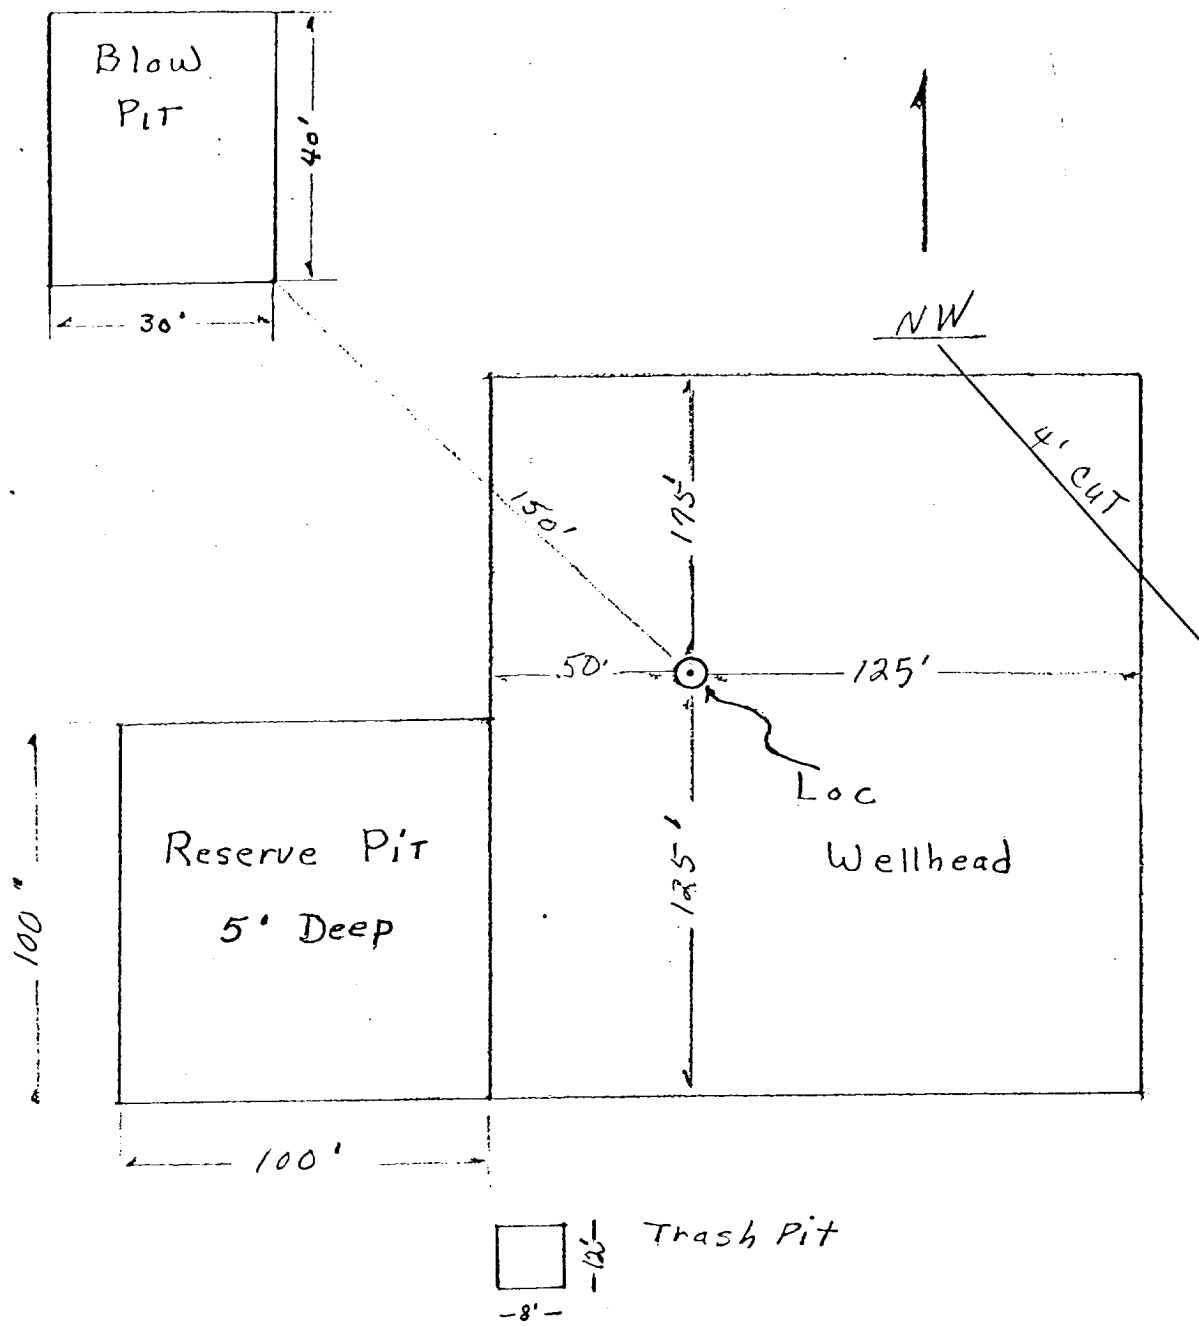 Blow
PIT
40'
30'
NW
4' CUT
150'
175'
50'
125'
Loc
Wellhead
125'
Reserve PiT
5' Deep
100"
100'
Trash Pit
12'
8'